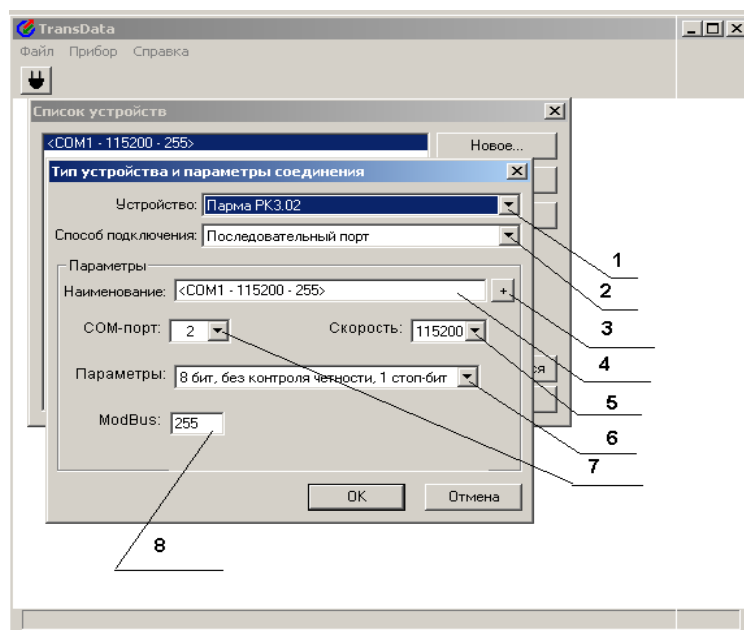 TransData
Файл Прибор Справка
Список устройств
<COM1 - 115200 - 255>
Новое...
Тип устройства и параметры соединения
Устройство: Парма РК3.02
Способ подключения: Последовательный порт
1
Параметры
2
Наименование: <COM1 - 115200 - 255> +
3
COM-порт: 2 Скорость: 115200
4
Параметры: 8 бит, без контроля четности, 1 стоп-бит
5
ModBus: 255
6
7
OK Отмена
8